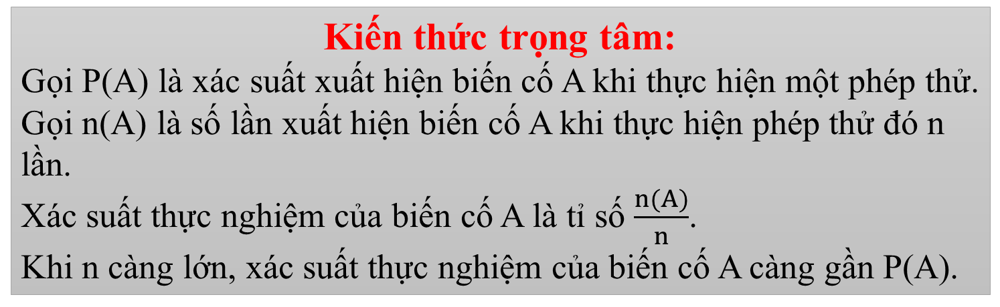 Kiến thức trọng tâm:
Gọi P(A) là xác suất xuất hiện biến cố A khi thực hiện một phép thử.
Gọi n(A) là số lần xuất hiện biến cố A khi thực hiện phép thử đó n
lần.
Xác suất thực nghiệm của biến cố A là tỉ số n(A)/n.
Khi n càng lớn, xác suất thực nghiệm của biến cố A càng gần P(A).